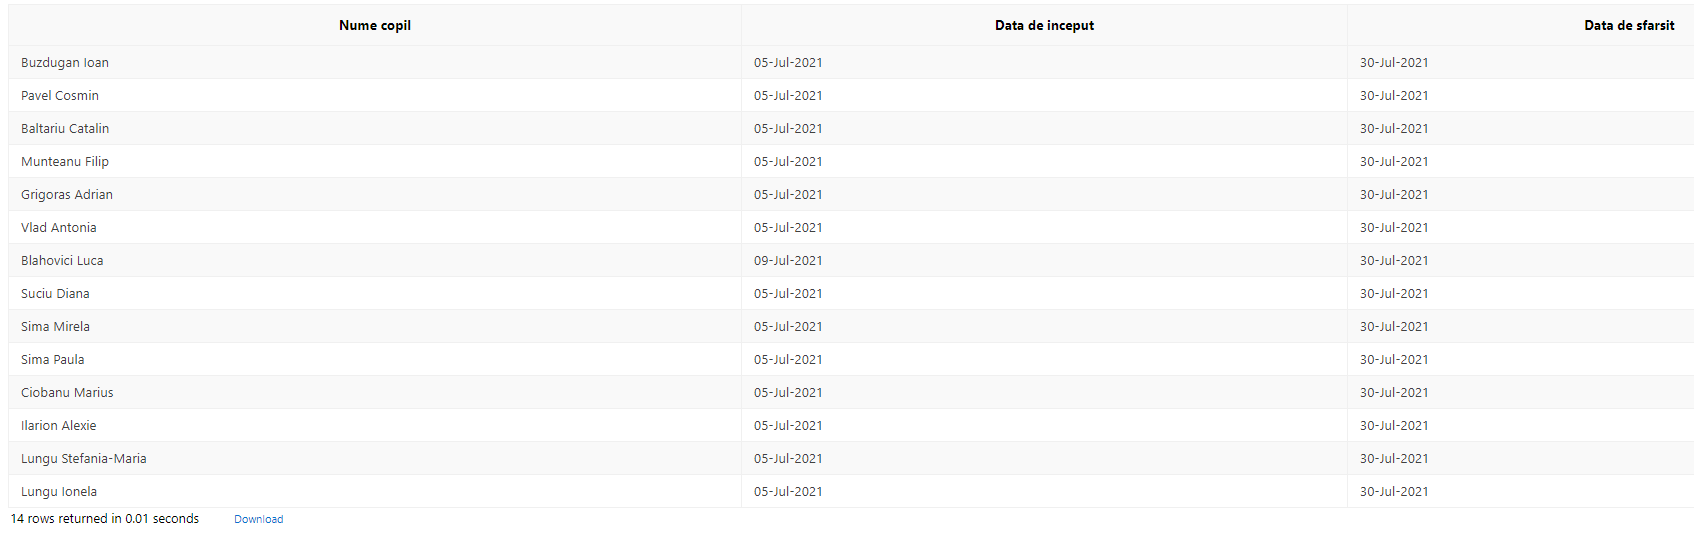 Nume copil Data de inceput Data de sfarsit
Buzdugan Ioan 05-Jul-2021 30-Jul-2021
Pavel Cosmin 05-Jul-2021 30-Jul-2021
Baltariu Catalin 05-Jul-2021 30-Jul-2021
Munteanu Filip 05-Jul-2021 30-Jul-2021
Grigoras Adrian 05-Jul-2021 30-Jul-2021
Vlad Antonia 05-Jul-2021 30-Jul-2021
Blahovici Luca 09-Jul-2021 30-Jul-2021
Suciu Diana 05-Jul-2021 30-Jul-2021
Sima Mirela 05-Jul-2021 30-Jul-2021
Sima Paula 05-Jul-2021 30-Jul-2021
Ciobanu Marius 05-Jul-2021 30-Jul-2021
Ilarion Alexie 05-Jul-2021 30-Jul-2021
Lungu Stefania-Maria 05-Jul-2021 30-Jul-2021
Lungu Ionela 05-Jul-2021 30-Jul-2021
14 rows returned in 0.01 seconds Download